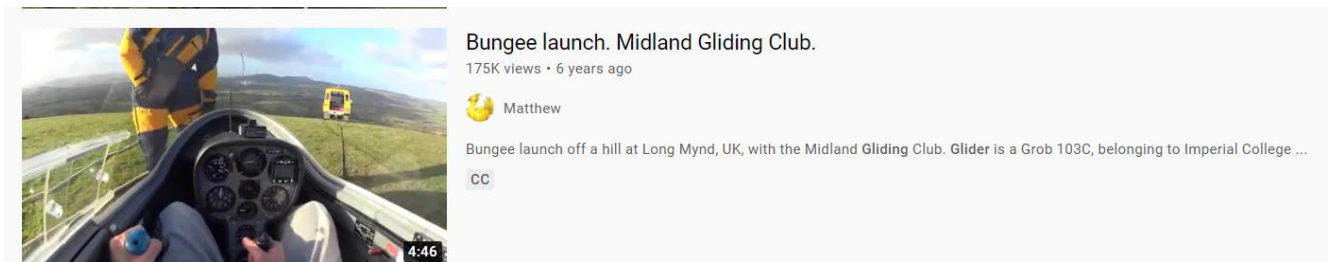 Bungee launch. Midland Gliding Club.
175K views • 6 years ago
Matthew
Bungee launch off a hill at Long Mynd, UK, with the Midland Gliding Club. Glider is a Grob 103C, belonging to Imperial College ...
CC
4:46